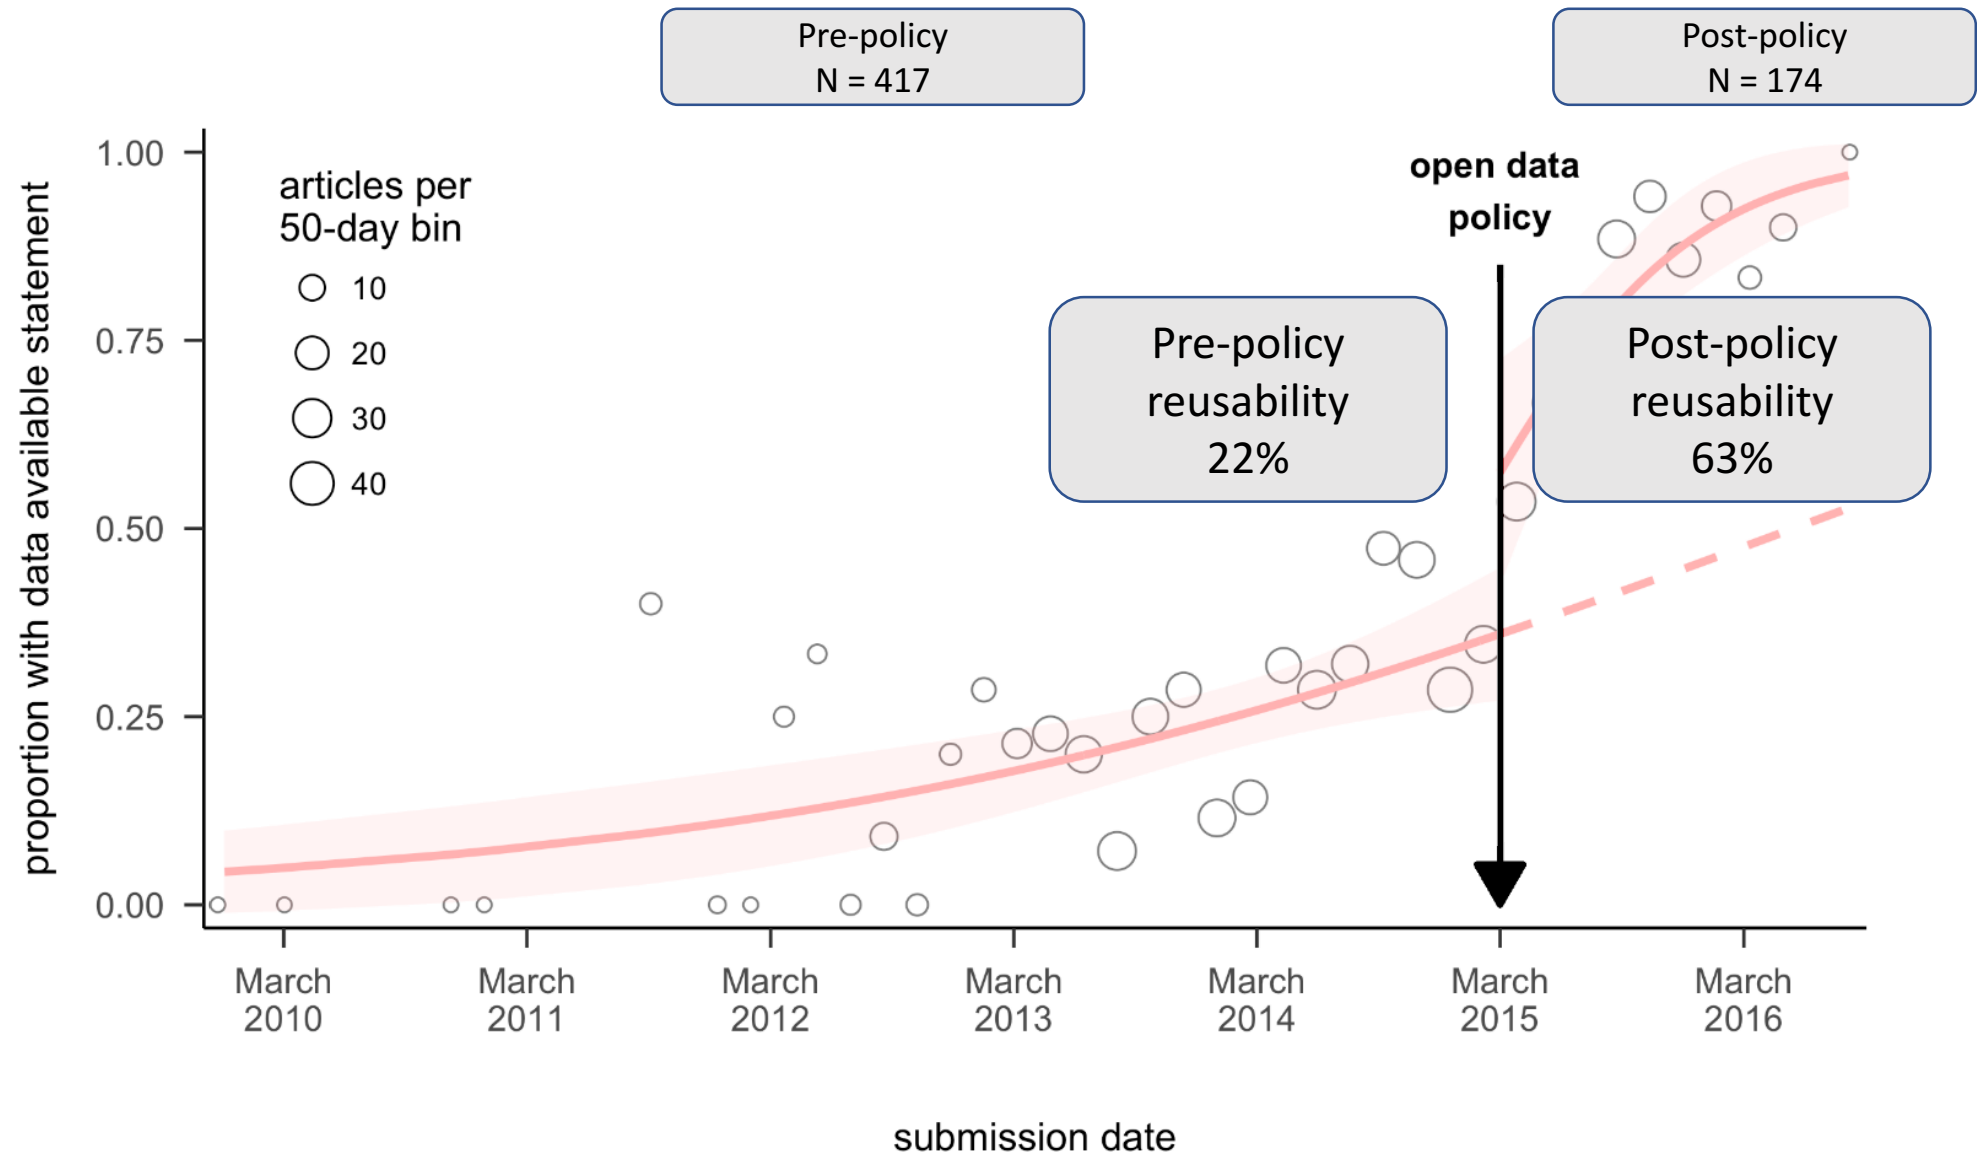 Pre-policy
N = 417
Post-policy
N = 174
proportion with data available statement
1.00
0.75
0.50
0.25
0.00
articles per
50-day bin
10
20
30
40
open data
policy
Pre-policy
reusability
22%
Post-policy
reusability
63%
March
2010
March
2011
March
2012
March
2013
March
2014
March
2015
March
2016
submission date